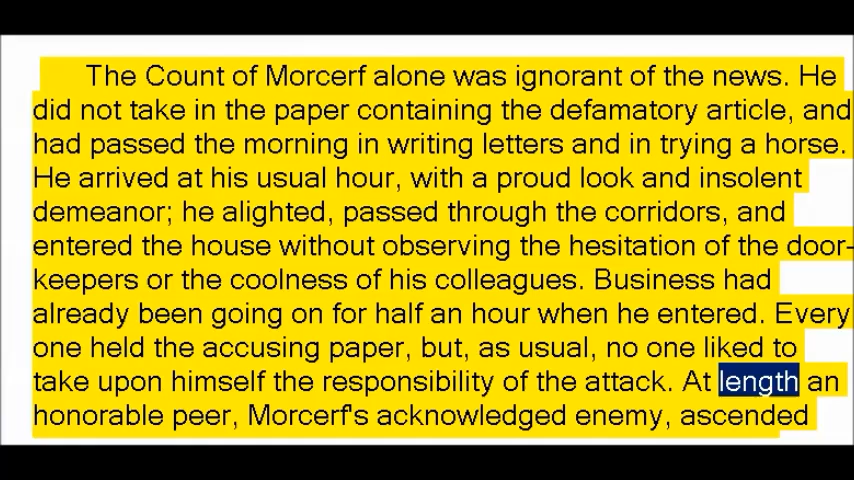 The Count of Morcerf alone was ignorant of the news. He
did not take in the paper containing the defamatory article, and
had passed the morning in writing letters and in trying a horse.
He arrived at his usual hour, with a proud look and insolent
demeanor; he alighted, passed through the corridors, and
entered the house without observing the hesitation of the door-
keepers or the coolness of his colleagues. Business had
already been going on for half an hour when he entered. Every
one held the accusing paper, but, as usual, no one liked to
take upon himself the responsibility of the attack. At length an
honorable peer, Morcerf's acknowledged enemy, ascended